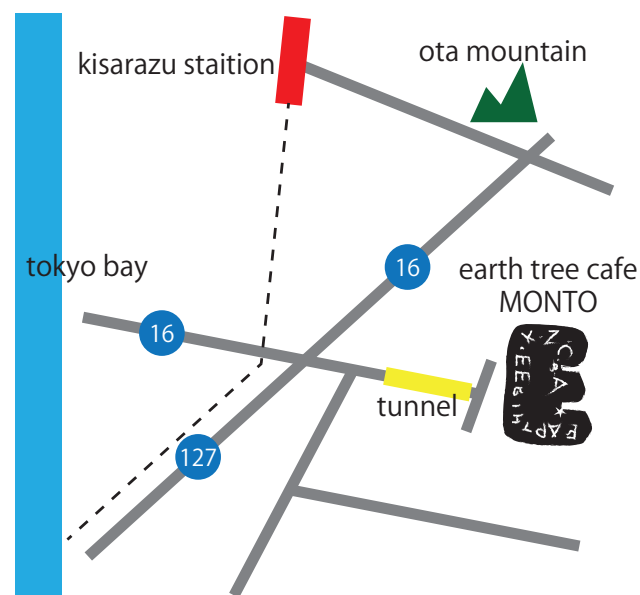 kisarazu staition
ota mountain
tokyo bay
16
earth tree cafe
MONTO
16
tunnel
127